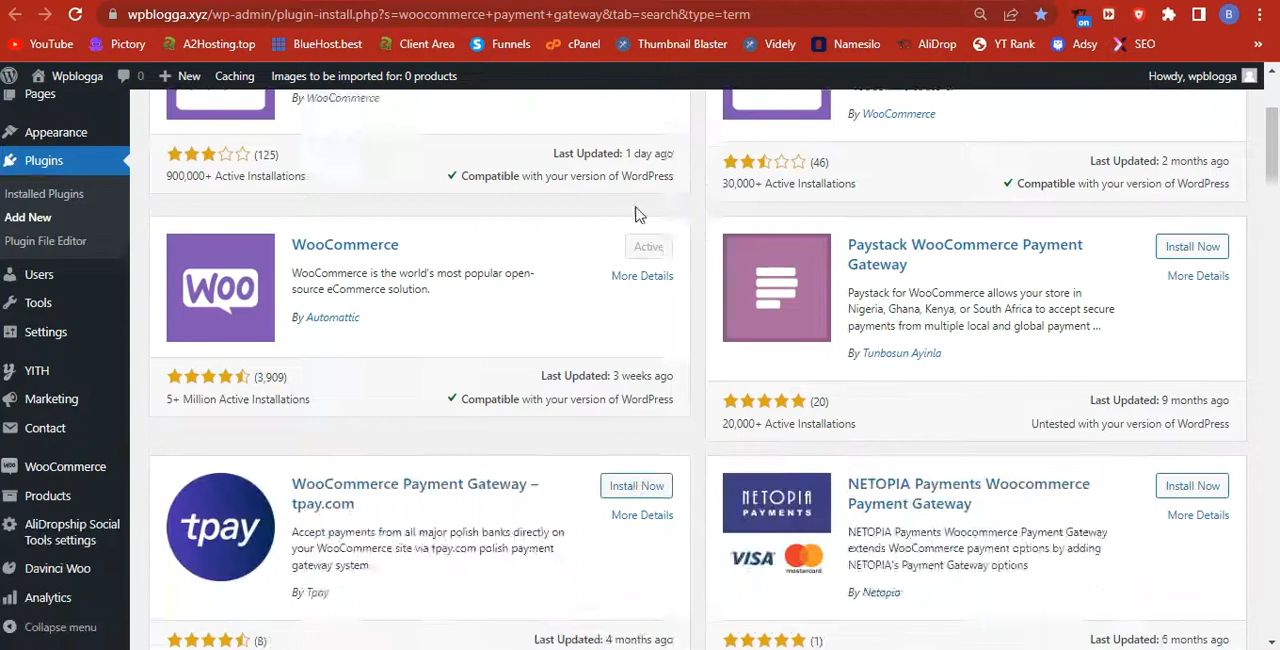 wpblogga.xyz/wp-admin/plugin-install.php?s=woocommerce+payment+gateway&tab=search&type=term
on
B
YouTube Pictory A2Hosting.top BlueHost.best Client Area Funnels cPanel Thumbnail Blaster Videly Namesilo AliDrop YT Rank Adsy SEO »
Wpblogga 0 New Caching Images to be imported for: 0 products Howdy, wpblogga
Pages
Appearance
Plugins
Installed Plugins
Add New
Plugin File Editor
Users
Tools
Settings
YITH
Marketing
Contact
WooCommerce
Products
AliDropship Social
Tools settings
Davinci Woo
Analytics
Collapse menu
By WooCommerce
(125) Last Updated: 1 day ago
900,000+ Active Installations ✔ Compatible with your version of WordPress
By WooCommerce
(46) Last Updated: 2 months ago
30,000+ Active Installations ✔ Compatible with your version of WordPress
Woo
WooCommerce Active
More Details
WooCommerce is the world's most popular open-
source eCommerce solution.
By Automattic
(3,909) Last Updated: 3 weeks ago
5+ Million Active Installations ✔ Compatible with your version of WordPress
Paystack WooCommerce Payment
Gateway
Install Now
More Details
Paystack for WooCommerce allows your store in
Nigeria, Ghana, Kenya, or South Africa to accept secure
payments from multiple local and global payment ...
By Tunbosun Ayinla
(20) Last Updated: 9 months ago
20,000+ Active Installations Untested with your version of WordPress
tpay
WooCommerce Payment Gateway –
tpay.com
Install Now
More Details
Accept payments from all major polish banks directly on
your WooCommerce site via tpay.com polish payment
gateway system
By Tpay
(8) Last Updated: 4 months ago
NETOPIA
PAYMENTS
VISA mastercard
NETOPIA Payments Woocommerce
Payment Gateway
Install Now
More Details
NETOPIA Payments Woocommerce Payment Gateway
extends WooCommerce payment options by adding
NETOPIA's Payment Gateway options
By Netopia
(1) Last Updated: 6 months ago